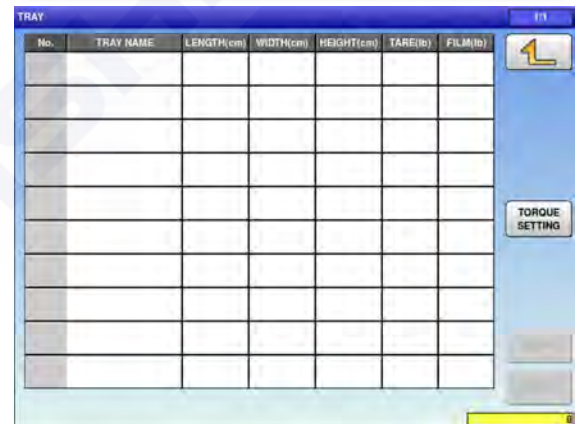 TRAY 1/1
No. TRAY NAME LENGTH(cm) WIDTH(cm) HEIGHT(cm) TARE(lb) FILM(lb)
TORQUE
SETTING
0